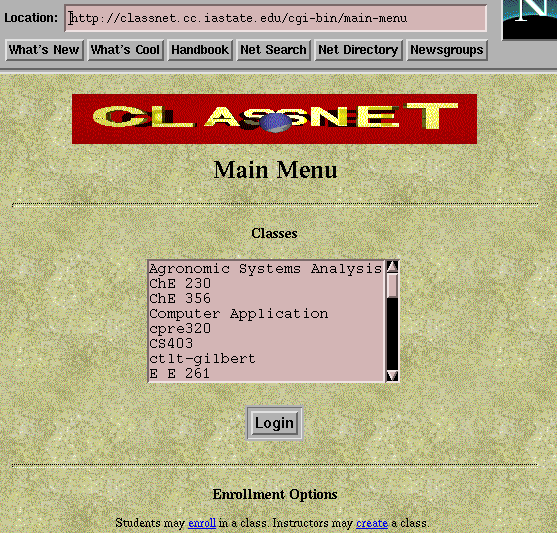 Location: http://classnet.cc.iastate.edu/cgi-bin/main-menu
N
What's New What's Cool Handbook Net Search Net Directory Newsgroups
CLASSNET
Main Menu
Classes
Agronomic Systems Analysis
ChE 230
ChE 356
Computer Application
cpre320
CS403
ctlt-gilbert
E E 261
Login
Enrollment Options
Students may enroll in a class. Instructors may create a class.